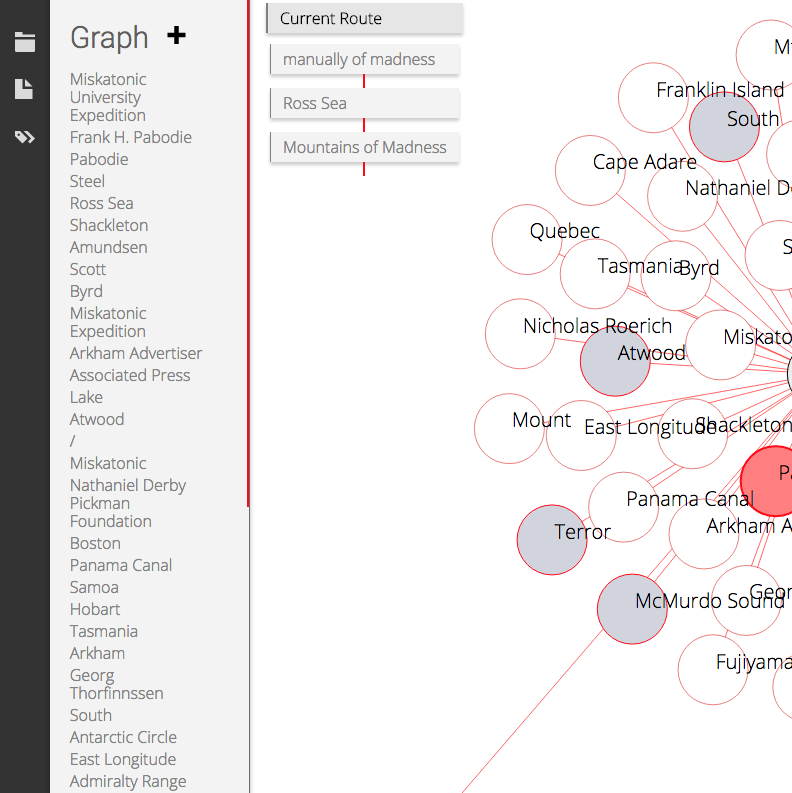 Graph
Miskatonic
University
Expedition
Frank H. Pabodie
Pabodie
Steel
Ross Sea
Shackleton
Amundsen
Scott
Byrd
Miskatonic
Expedition
Arkham Advertiser
Associated Press
Lake
Atwood
/
Miskatonic
Nathaniel Derby
Pickman
Foundation
Boston
Panama Canal
Samoa
Hobart
Tasmania
Arkham
Georg
Thorfinnssen
South
Antarctic Circle
East Longitude
Admiralty Range
Current Route
manually of madness
Ross Sea
Mountains of Madness
Mt
Franklin Island
South
Cape Adare
Nathaniel D
Quebec
S
Tasmania
Byrd
Nicholas Roerich
Miskato
Atwood
Mount
East Longitude
Shackleton
Pa
Panama Canal
Arkham A
Terror
Geor
McMurdo Sound
Fujiyama